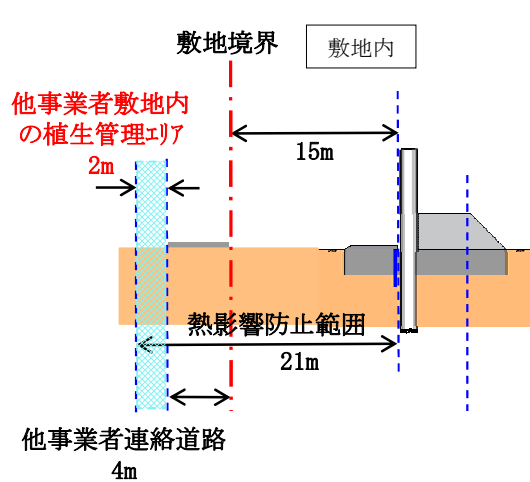 敷地境界
敷地内
他事業者敷地内
の植生管理エリア
2m
15m
熱影響防止範囲
21m
他事業者連絡道路
4m